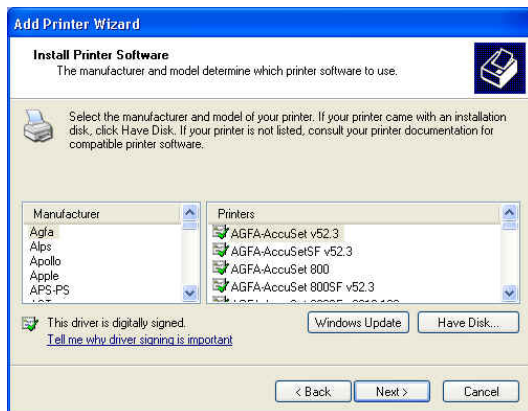 Add Printer Wizard
Install Printer Software
The manufacturer and model determine which printer software to use.
Select the manufacturer and model of your printer. If your printer came with an installation
disk, click Have Disk. If your printer is not listed, consult your printer documentation for
compatible printer software.
Manufacturer
Agfa
Alps
Apollo
Apple
APS-PS
Printers
AGFA-AccuSet v52.3
AGFA-AccuSetSF v52.3
AGFA-AccuSet 800
AGFA-AccuSet 800SF v52.3
This driver is digitally signed.
Tell me why driver signing is important
Windows Update
Have Disk...
< Back
Next >
Cancel